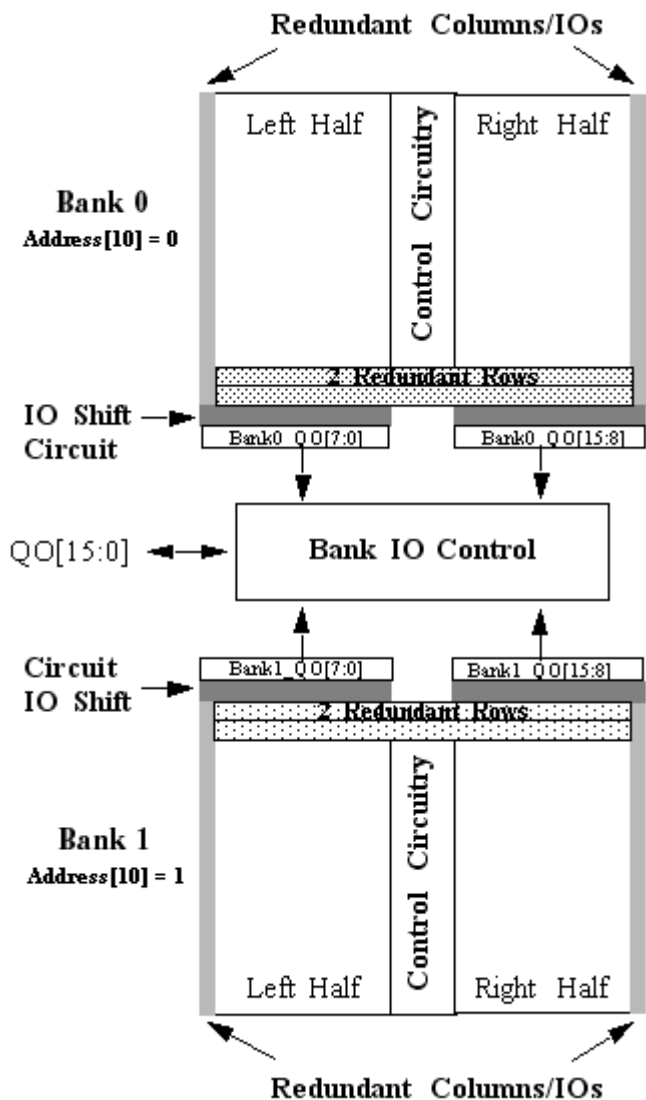 Redundant Columns/IOs
Left Half
Right Half
Control Circuitry
Bank 0
Address[10] = 0
2 Redundant Rows
IO Shift
Circuit
Bank0_QO[7:0]
Bank0_QO[15:8]
QO[15:0]
Bank IO Control
Circuit
IO Shift
Bank1_QO[7:0]
Bank1_QO[15:8]
2 Redundant Rows
Control Circuitry
Bank 1
Address[10] = 1
Left Half
Right Half
Redundant Columns/IOs